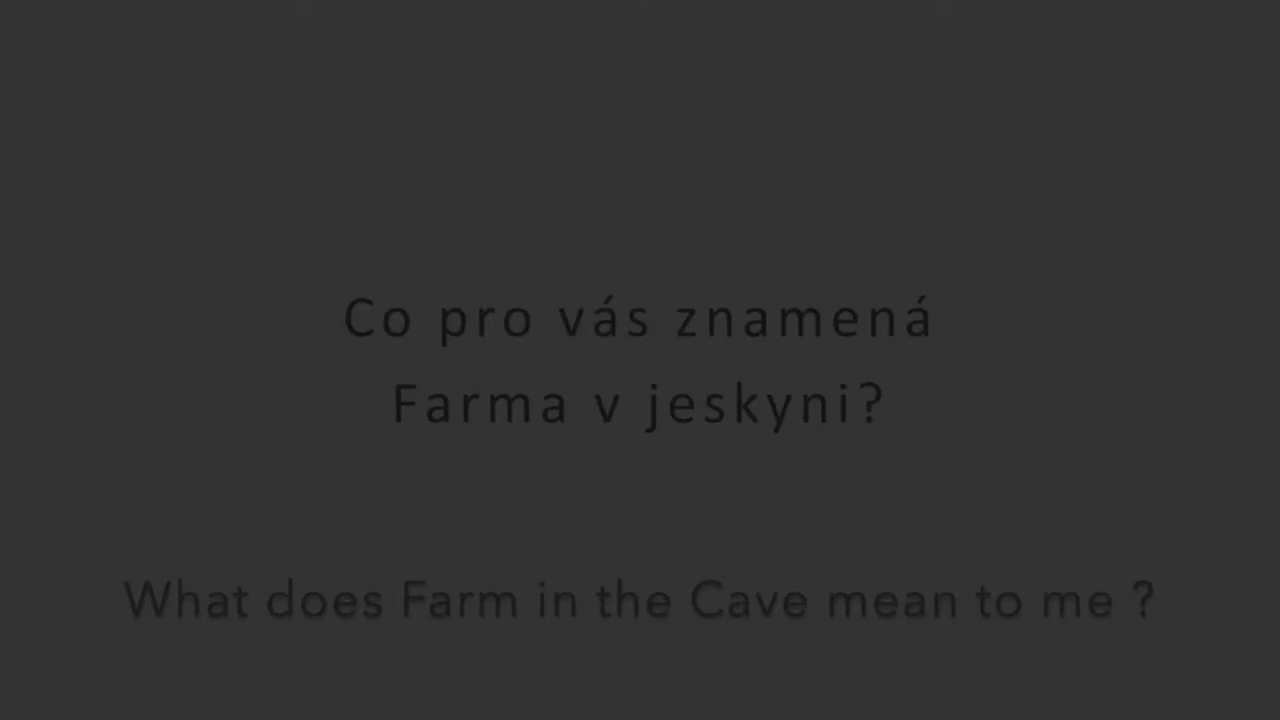 Co pro vás znamená
Farma v jeskyni?
What does Farm in the Cave mean to me ?